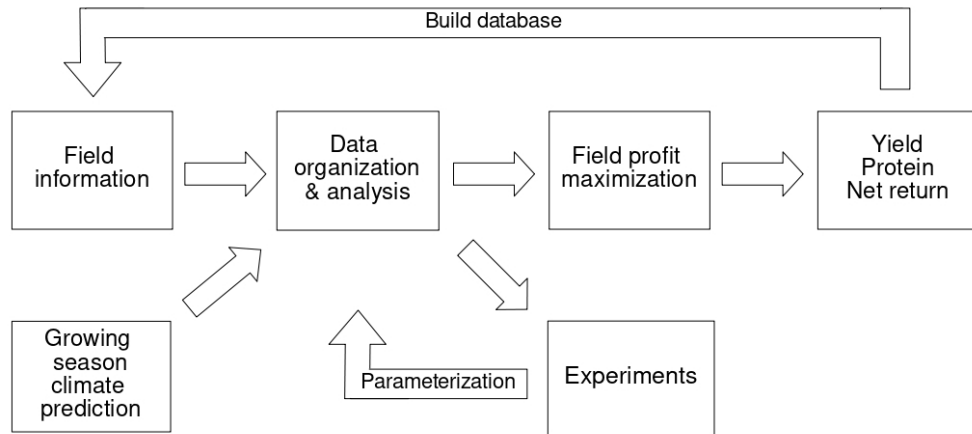 Build database
Field
information
Data
organization
& analysis
Field profit
maximization
Yield
Protein
Net return
Growing
season
climate
prediction
Parameterization
Experiments